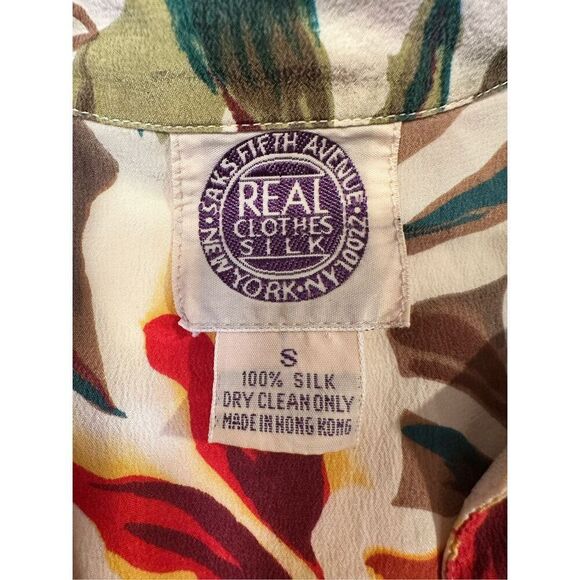 SAKS FIFTH AVENUE
REAL
CLOTHES
SILK
NEW YORK • NY 10022
S
100% SILK
DRY CLEAN ONLY
MADE IN HONG KONG